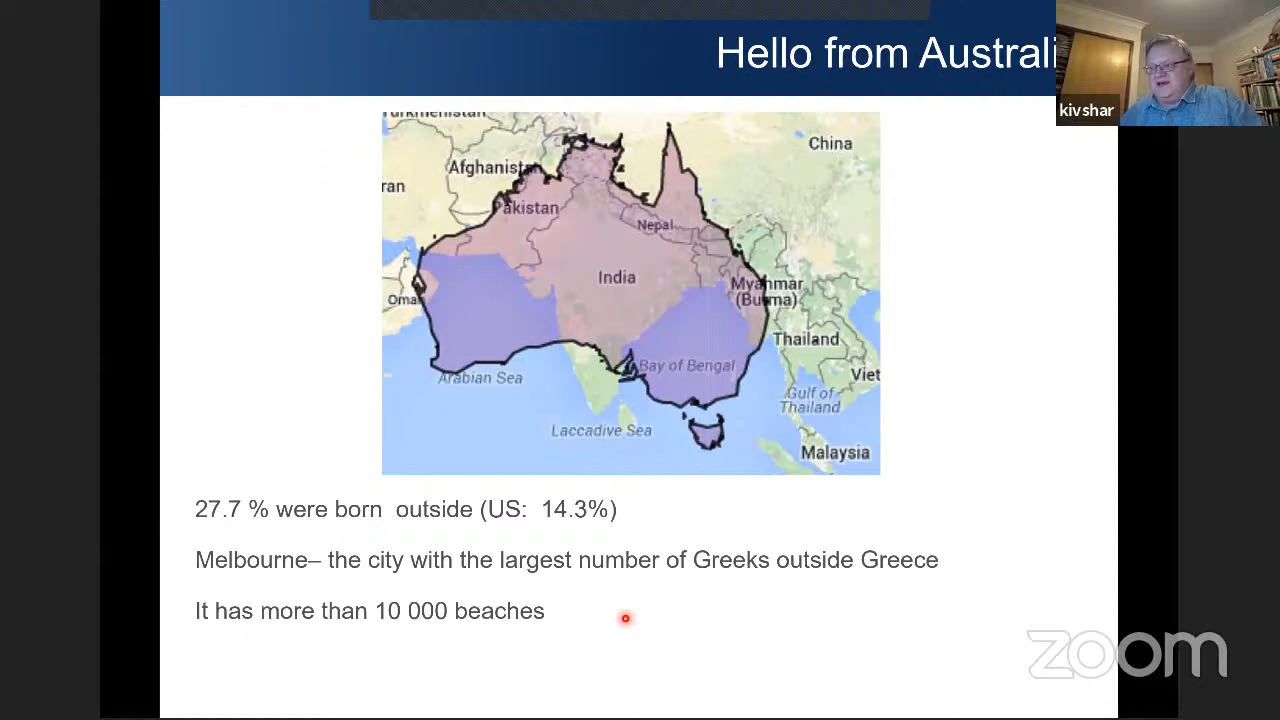 Hello from Australi
kivshar
Turkmenistan
China
Afghanistan
ran
Pakistan
Nepal
India
Oman
Myanmar
(Burma)
Thailand
Bay of Bengal
Viet
Arabian Sea
Gulf of
Thailand
Laccadive Sea
Malaysia
27.7 % were born outside (US: 14.3%)
Melbourne– the city with the largest number of Greeks outside Greece
It has more than 10 000 beaches
zoom